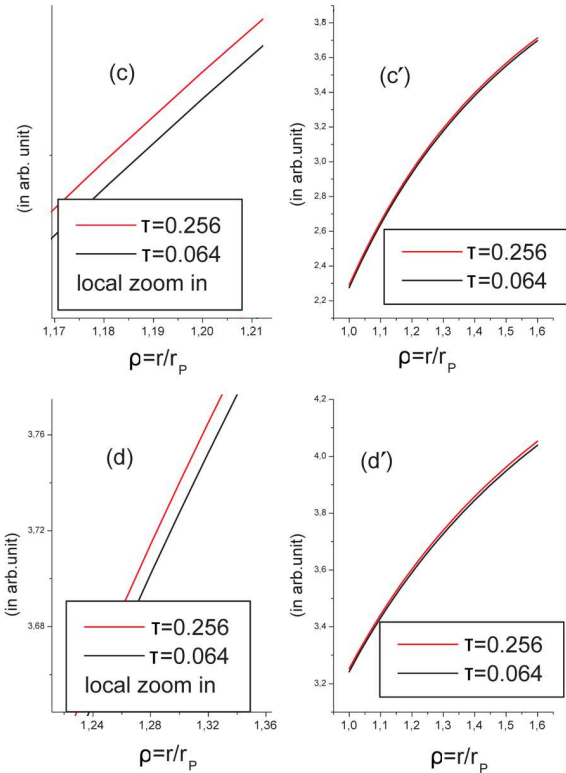 (c)
(in arb. unit)
τ=0.256
τ=0.064
local zoom in
1,17 1,18 1,19 1,20 1,21
ρ=r/r_P
(c′)
(in arb. unit)
3,8
3,6
3,4
3,2
3,0
2,8
2,6
2,4
2,2
τ=0.256
τ=0.064
1,0 1,1 1,2 1,3 1,4 1,5 1,6
ρ=r/r_P
(d)
(in arb.unit)
3,76
3,72
3,68
τ=0.256
τ=0.064
local zoom in
1,24 1,28 1,32 1,36
ρ=r/r_P
(d′)
(in arb.unit)
4,2
4,0
3,8
3,6
3,4
3,2
τ=0.256
τ=0.064
1,0 1,1 1,2 1,3 1,4 1,5 1,6
ρ=r/r_P